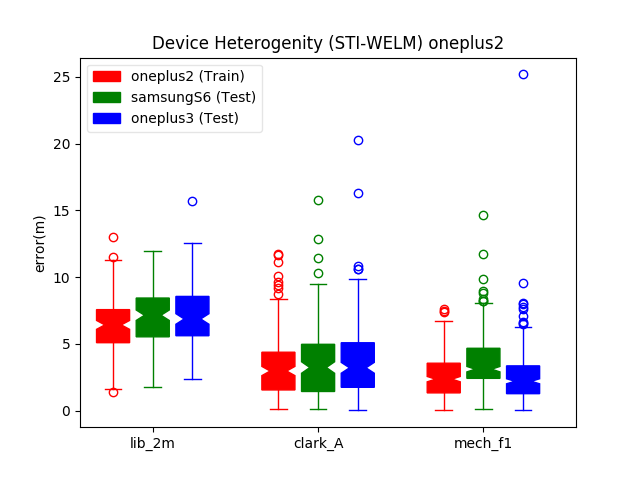 Device Heterogenity (STI-WELM) oneplus2
oneplus2 (Train)
samsungS6 (Test)
oneplus3 (Test)
error(m)
25
20
15
10
5
0
lib_2m
clark_A
mech_f1